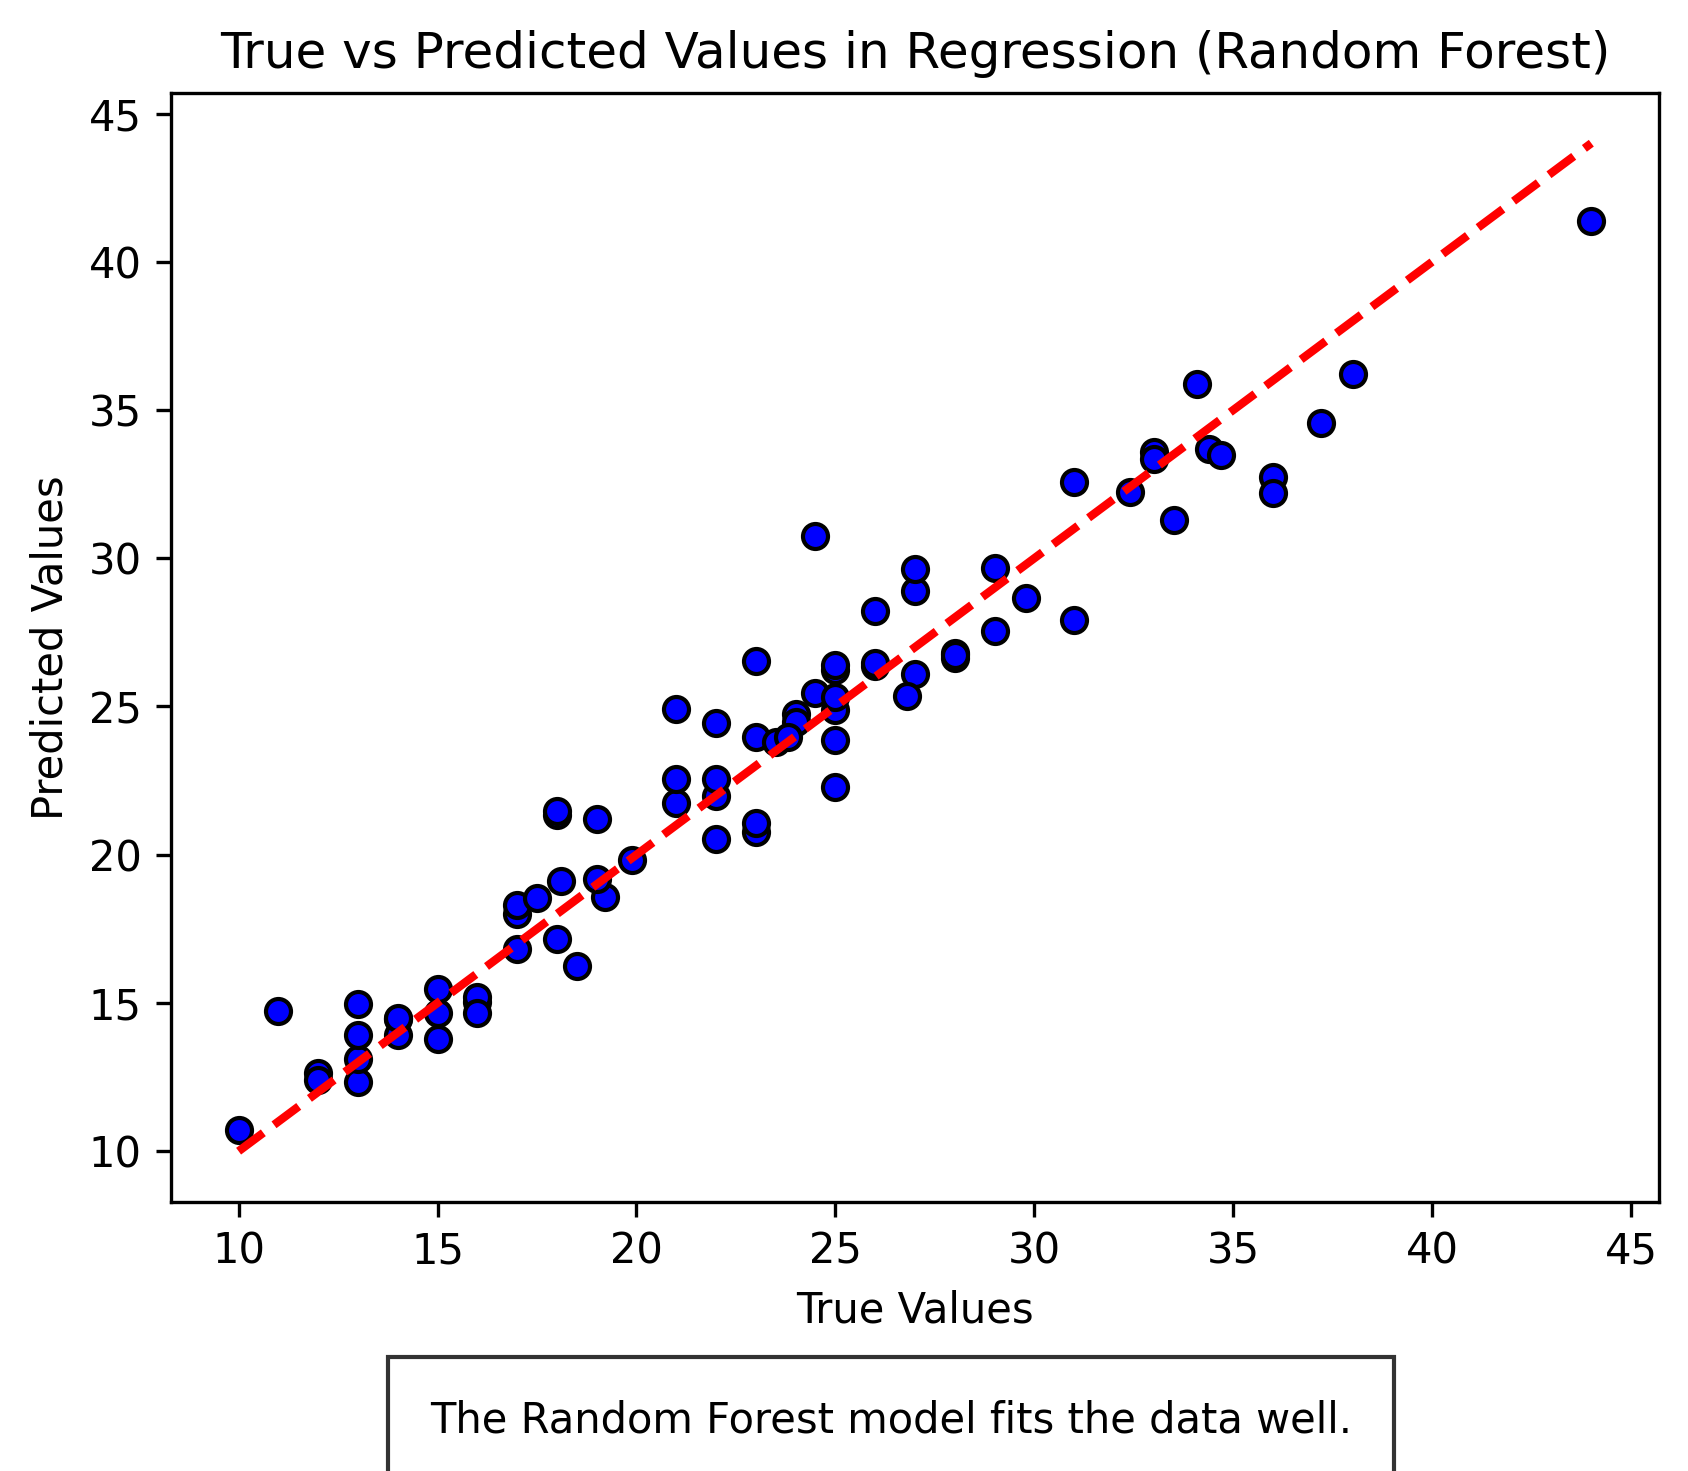 True vs Predicted Values in Regression (Random Forest)
45
40
35
30
25
20
15
10
Predicted Values
10 15 20 25 30 35 40 45
True Values
The Random Forest model fits the data well.